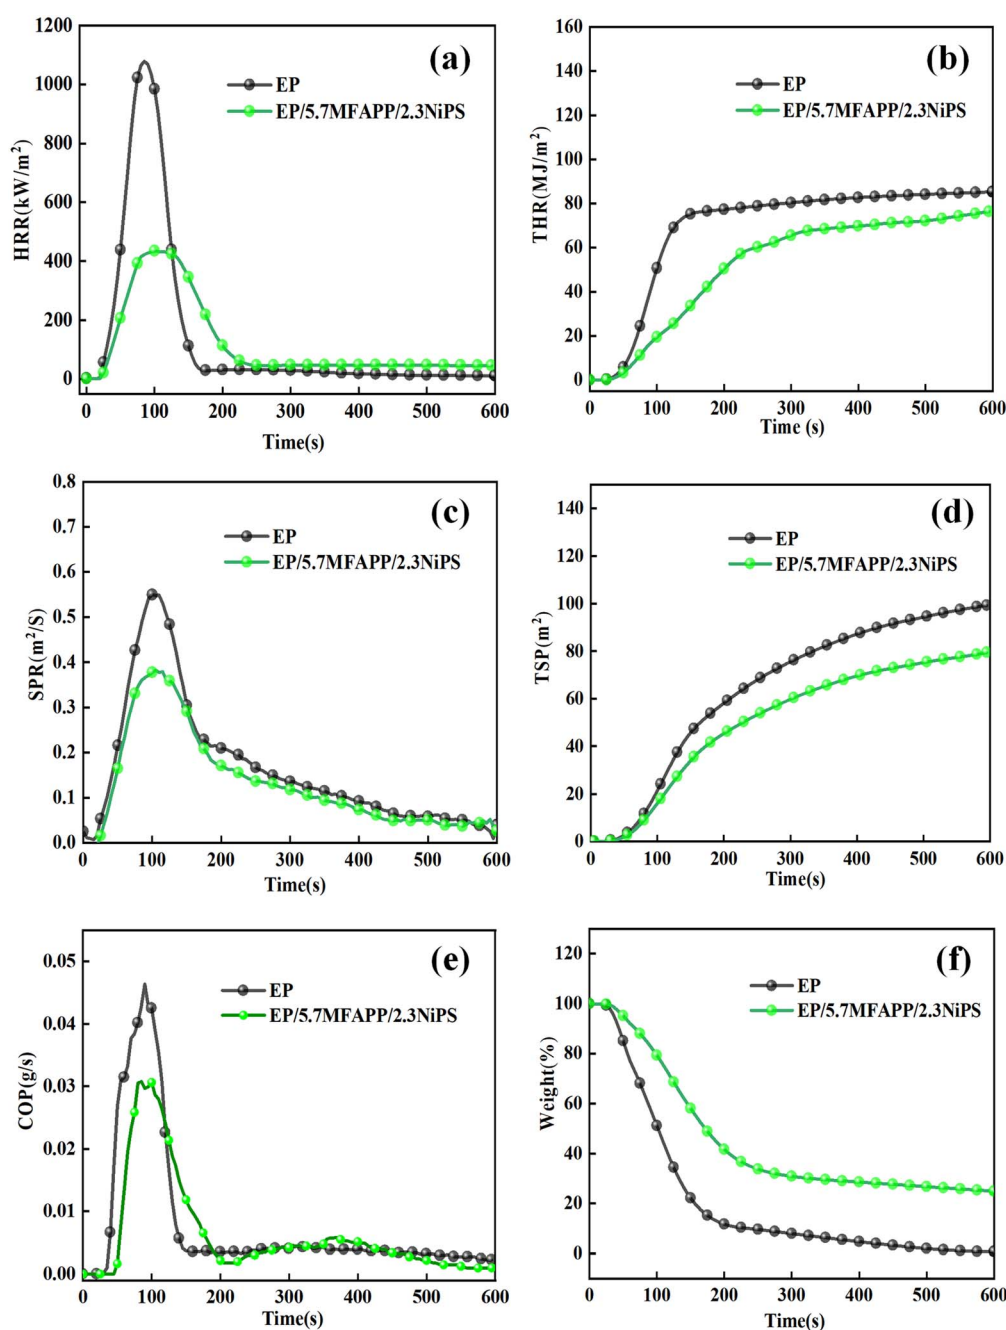 (a)
EP
EP/5.7MFAPP/2.3NiPS
HRR(kW/m²)
1200
1000
800
600
400
200
0
0 100 200 300 400 500 600
Time(s)
(b)
EP
EP/5.7MFAPP/2.3NiPS
THR(MJ/m²)
160
140
120
100
80
60
40
20
0
0 100 200 300 400 500 600
Time (s)
(c)
EP
EP/5.7MFAPP/2.3NiPS
SPR(m²/S)
0.8
0.7
0.6
0.5
0.4
0.3
0.2
0.1
0.0
0 100 200 300 400 500 600
Time(s)
(d)
EP
EP/5.7MFAPP/2.3NiPS
TSP(m²)
140
120
100
80
60
40
20
0
0 100 200 300 400 500 600
Time(s)
(e)
EP
EP/5.7MFAPP/2.3NiPS
COP(g/s)
0.05
0.04
0.03
0.02
0.01
0.00
0 100 200 300 400 500 600
Time(s)
(f)
EP
EP/5.7MFAPP/2.3NiPS
Weight(%)
120
100
80
60
40
20
0
0 100 200 300 400 500 600
Time(s)